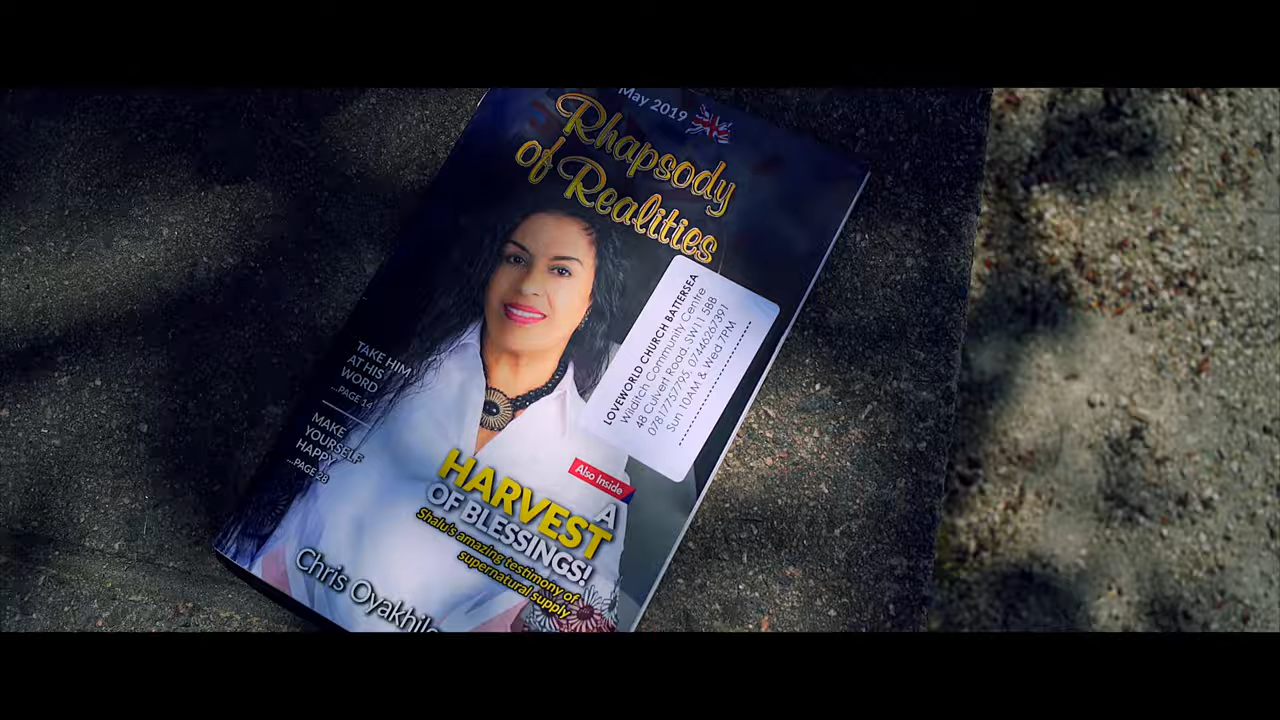 May 2019
Rhapsody
of Realities
LOVEWORLD CHURCH BATTERSEA
Wilditch Community Centre
48 Culvert Road, SW11 5BB
07817757795, 07446267391
Sun 10AM & Wed 7PM
TAKE HIM
AT HIS
WORD
...PAGE 14
MAKE
YOURSELF
HAPPY
...PAGE 28
Also Inside
A
HARVEST
OF BLESSINGS!
Shalu's amazing testimony of
supernatural supply
Chris Oyakhilo